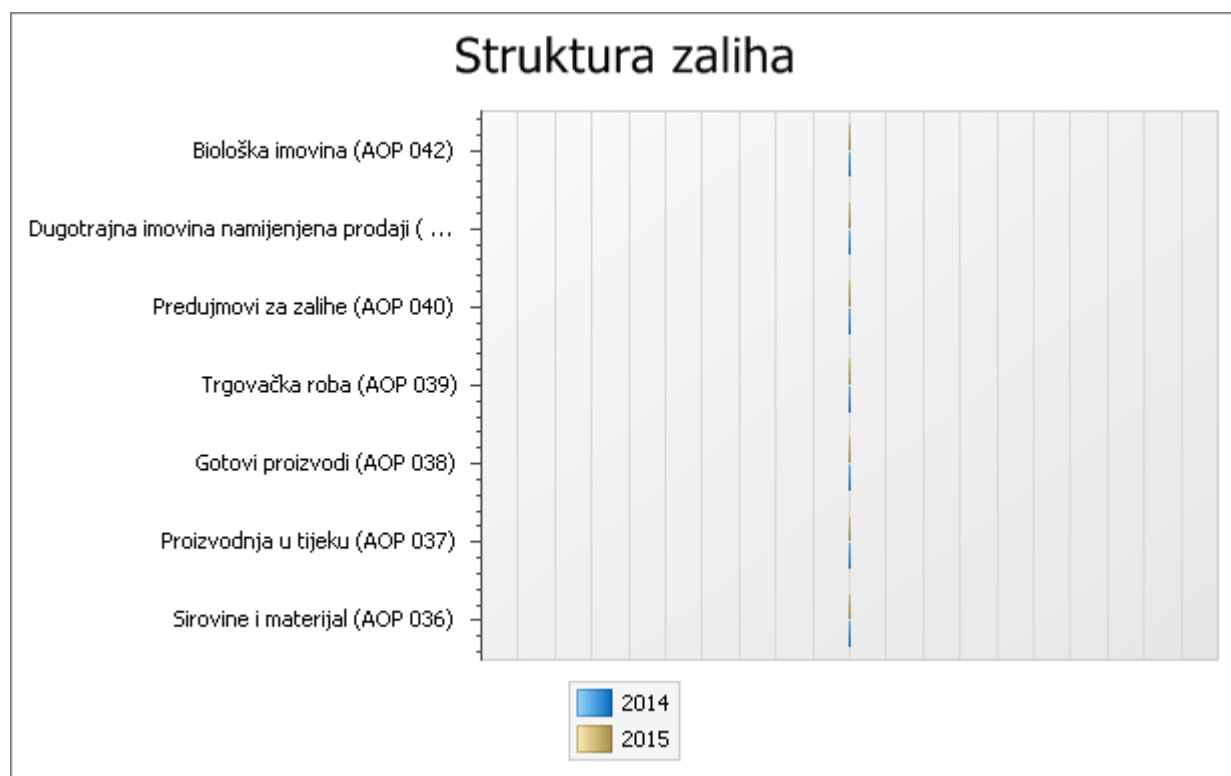 Struktura zaliha
Biološka imovina (AOP 042)
Dugotrajna imovina namijenjena prodaji ( ...
Predujmovi za zalihe (AOP 040)
Trgovačka roba (AOP 039)
Gotovi proizvodi (AOP 038)
Proizvodnja u tijeku (AOP 037)
Sirovine i materijal (AOP 036)
2014
2015